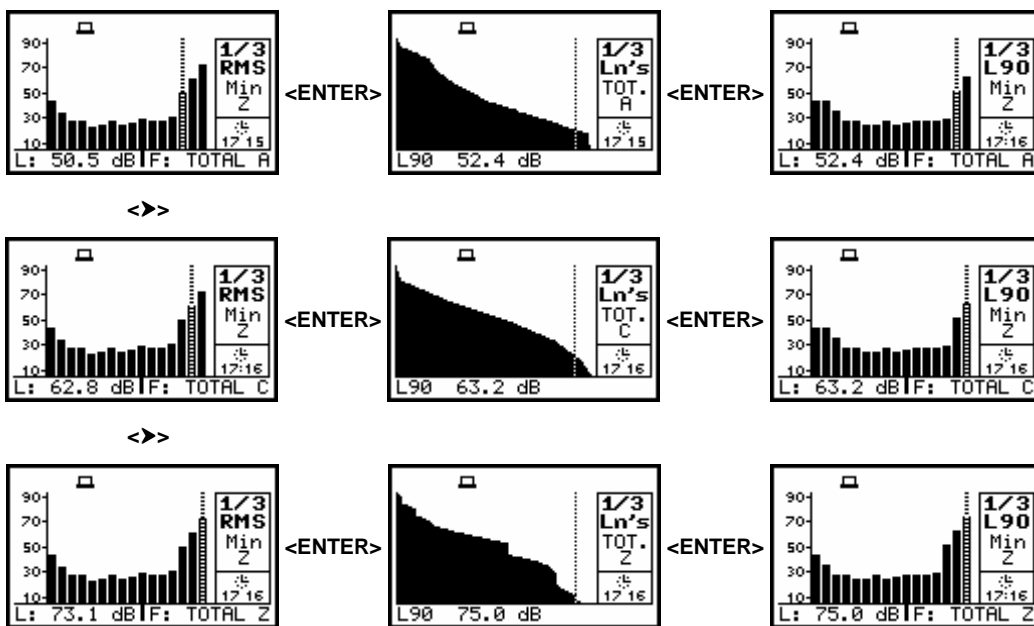 90
70
50
30
10
1/3
RMS
Min
Z
17 15
L: 50.5 dB F: TOTAL A
<ENTER>
1/3
Ln's
TOT.
A
17 15
L90 52.4 dB
<ENTER>
90
70
50
30
10
1/3
L90
Min
Z
17:16
L: 52.4 dB F: TOTAL A
<➤>
90
70
50
30
10
1/3
RMS
Min
Z
17:16
L: 62.8 dB F: TOTAL C
<ENTER>
1/3
Ln's
TOT.
C
17 16
L90 63.2 dB
<ENTER>
90
70
50
30
10
1/3
L90
Min
Z
17 16
L: 63.2 dB F: TOTAL C
<➤>
90
70
50
30
10
1/3
RMS
Min
Z
17 16
L: 73.1 dB F: TOTAL Z
<ENTER>
1/3
Ln's
TOT.
Z
17 16
L90 75.0 dB
<ENTER>
90
70
50
30
10
1/3
L90
Min
Z
17:16
L: 75.0 dB F: TOTAL Z